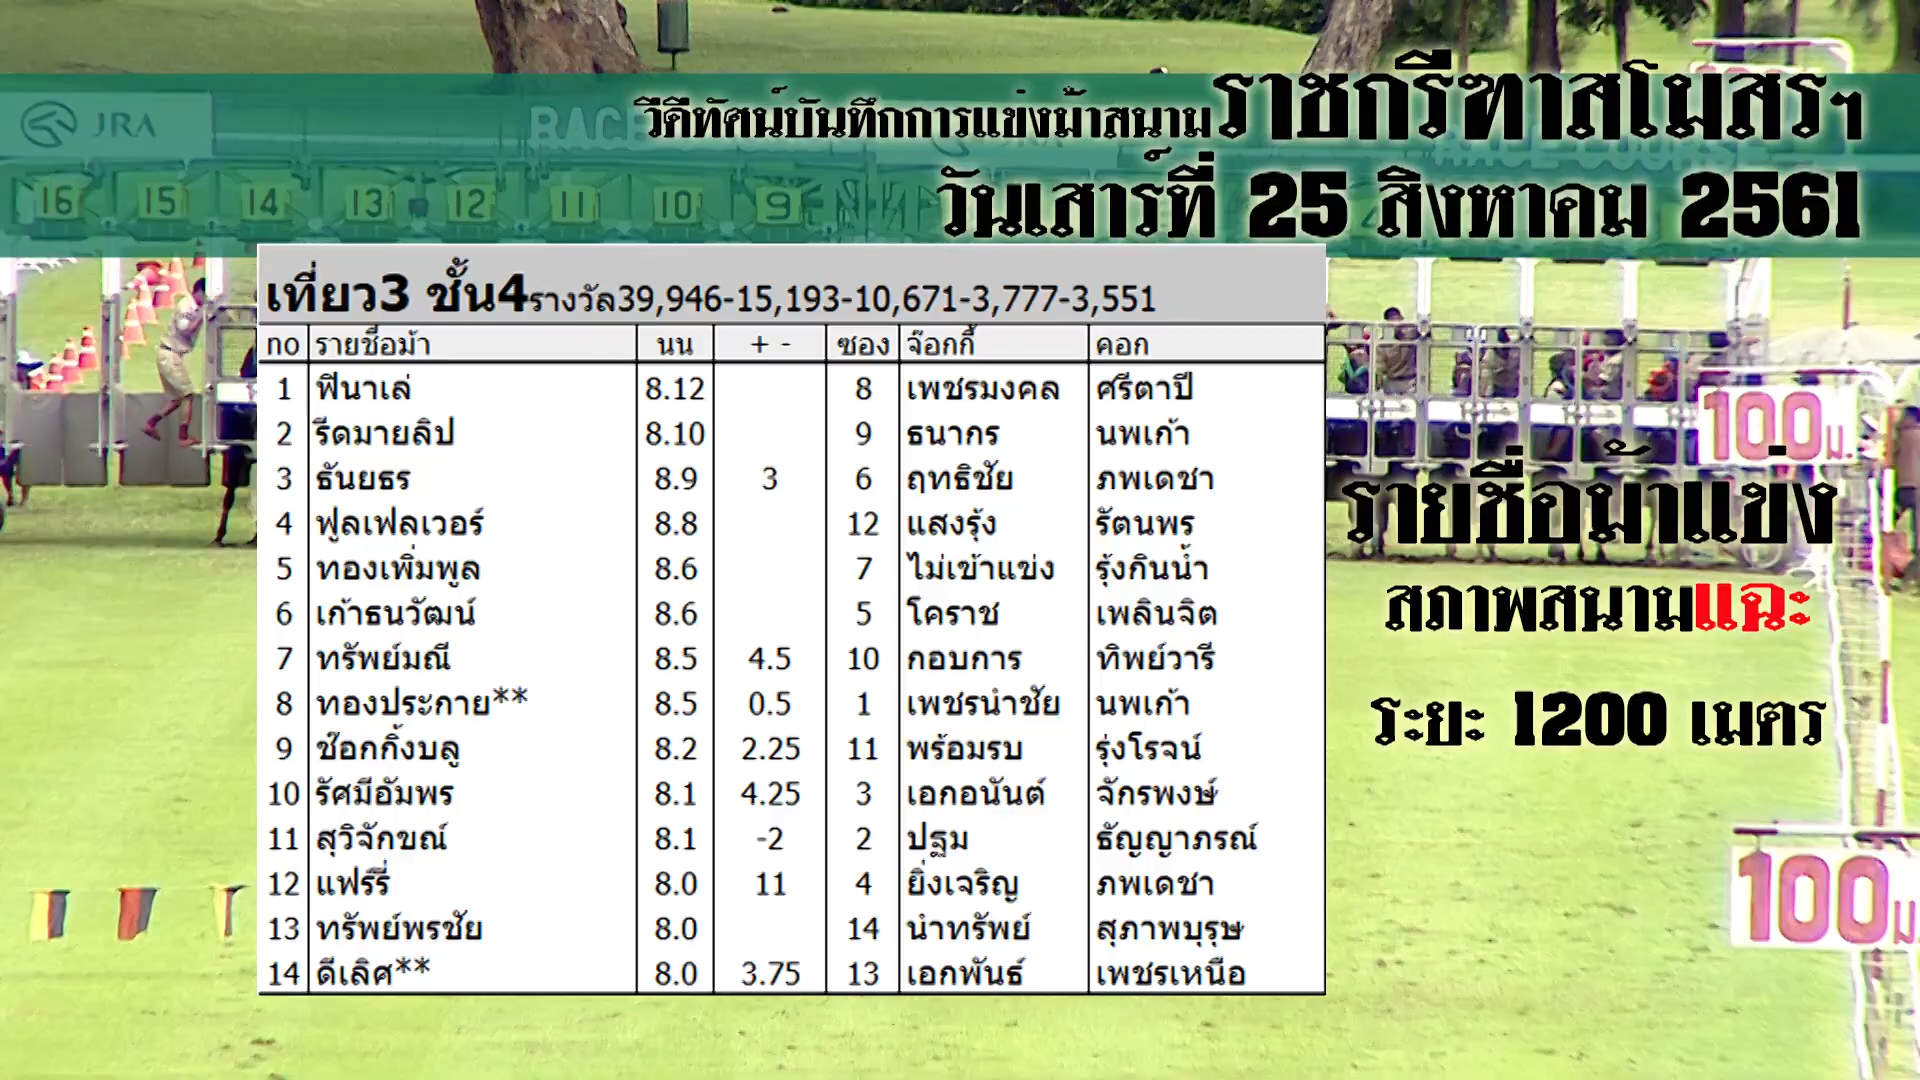 วีดีทัศน์บันทึกการแข่งม้าสนามราชกรีฑาสโมสรฯ
วันเสาร์ที่ 25 สิงหาคม 2561
JRA
16 15 14 13 12 11 10 9
เที่ยว3 ชั้น4รางวัล39,946-15,193-10,671-3,777-3,551
no รายชื่อม้า นน + - ซอง จ๊อกกี้ คอก
1 ฟินาเล่ 8.12 8 เพชรมงคล ศรีตาปี
2 รีดมายลิป 8.10 9 ธนากร นพเก้า
3 ธันยธร 8.9 3 6 ฤทธิชัย ภพเดชา
4 ฟูลเฟลเวอร์ 8.8 12 แสงรุ้ง รัตนพร
5 ทองเพิ่มพูล 8.6 7 ไม่เข้าแข่ง รุ้งกินน้ำ
6 เก้าธนวัฒน์ 8.6 5 โคราช เพลินจิต
7 ทรัพย์มณี 8.5 4.5 10 กอบการ ทิพย์วารี
8 ทองประกาย** 8.5 0.5 1 เพชรนำชัย นพเก้า
9 ช๊อกกิ้งบลู 8.2 2.25 11 พร้อมรบ รุ่งโรจน์
10 รัศมีอัมพร 8.1 4.25 3 เอกอนันต์ จักรพงษ์
11 สุวิจักขณ์ 8.1 -2 2 ปฐม ธัญญาภรณ์
12 แฟร์รี่ 8.0 11 4 ยิ่งเจริญ ภพเดชา
13 ทรัพย์พรชัย 8.0 14 นำทรัพย์ สุภาพบุรุษ
14 ดีเลิศ** 8.0 3.75 13 เอกพันธ์ เพชรเหนือ
100ม.
รายชื่อม้าแข่ง
สภาพสนามแฉะ
ระยะ 1200 เมตร
100ม.